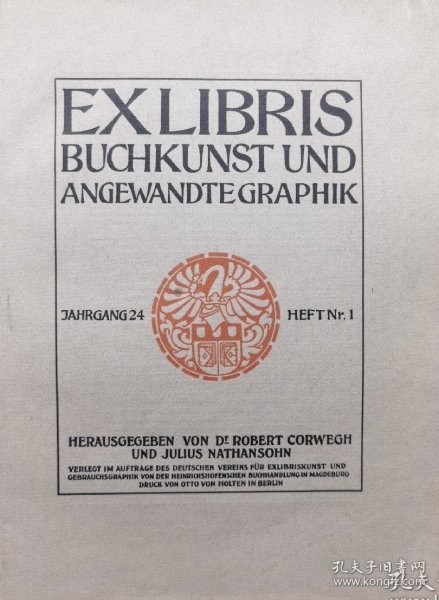 EX LIBRIS
BUCHKUNST UND
ANGEWANDTE GRAPHIK
JAHRGANG 24
HEFT Nr. 1
HERAUSGEGEBEN VON Dr ROBERT CORWEGH
UND JULIUS NATHANSOHN
VERLEGT IM AUFTRAGE DES DEUTSCHEN VEREINS FÜR EXLIBRISKUNST UND
GEBRAUCHSGRAPHIK VON DER HEINRICHSHOFENSCHEN BUCHHANDLUNG IN MAGDEBURG
DRUCK VON OTTO VON HOLTEN IN BERLIN
孔夫子旧书网
www.kongfz.com
孔夫